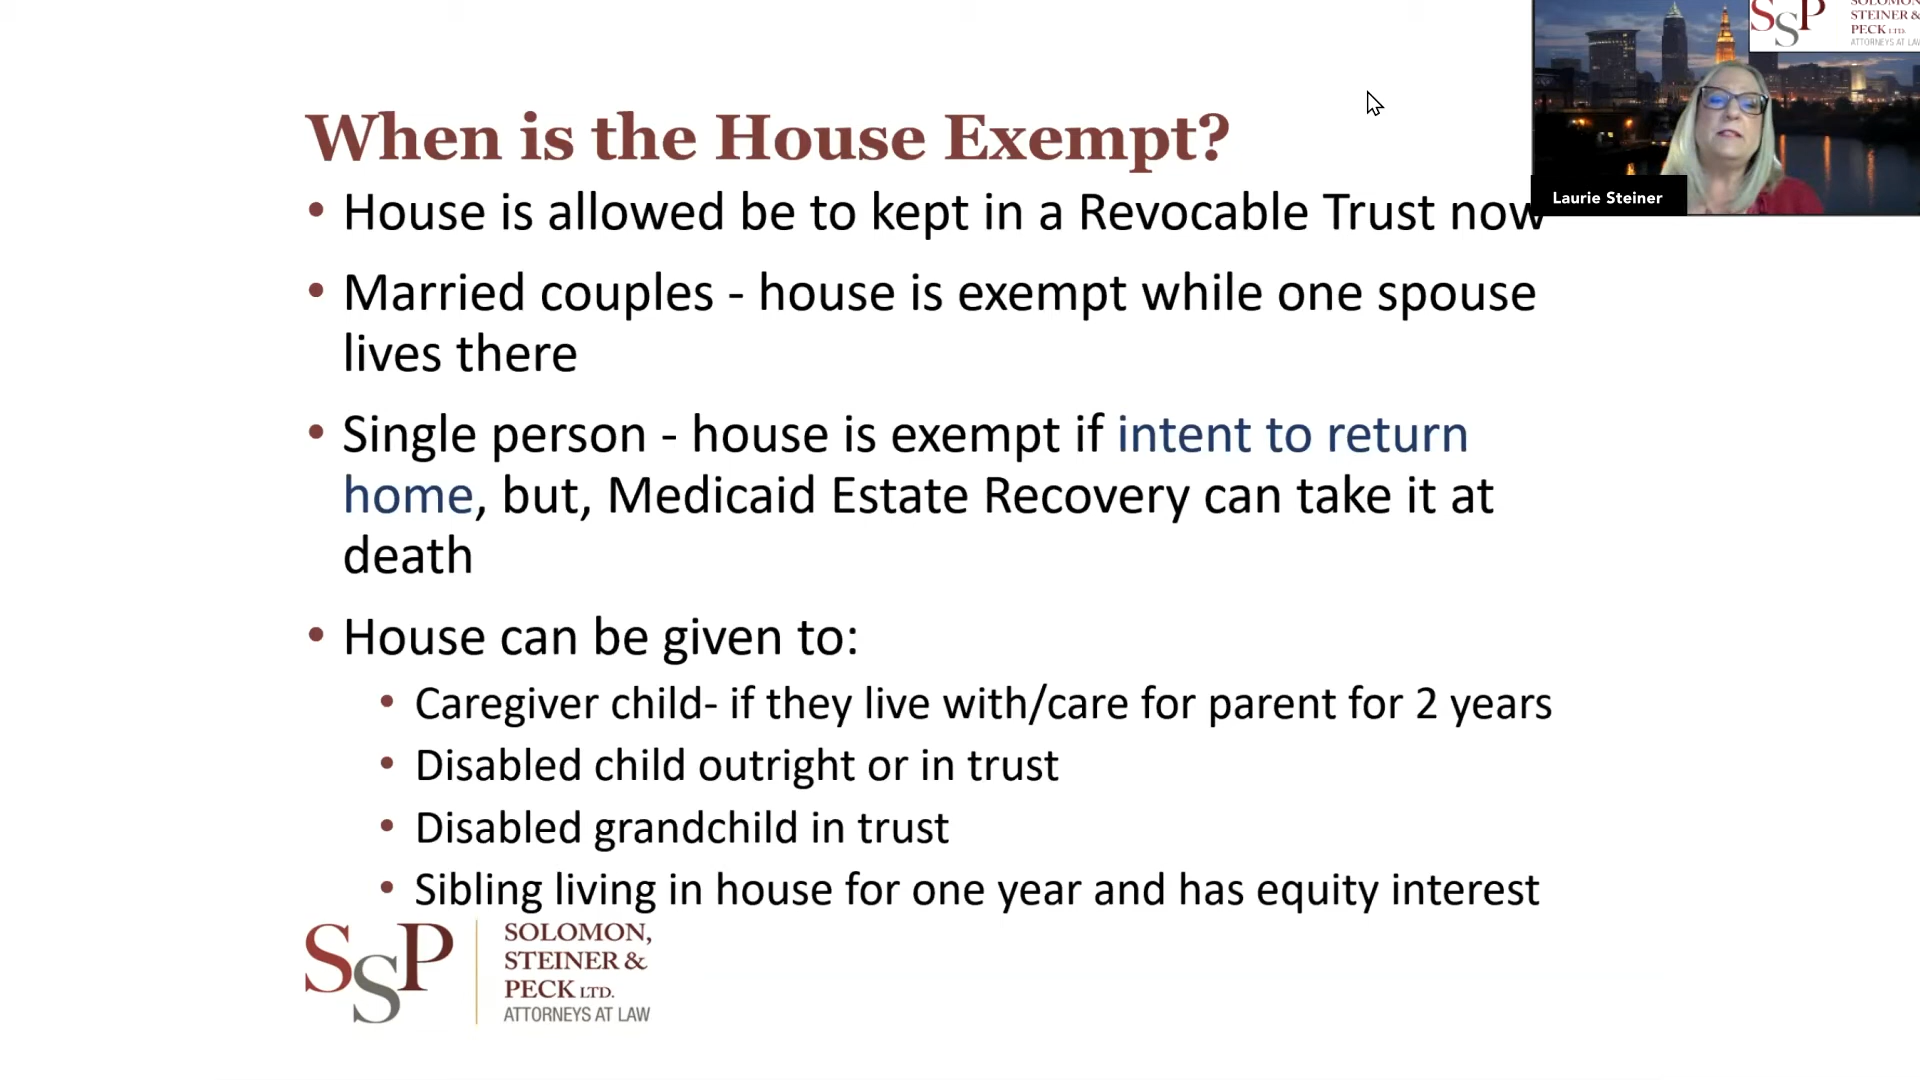 When is the House Exempt?
• House is allowed be to kept in a Revocable Trust now
• Married couples - house is exempt while one spouse
lives there
• Single person - house is exempt if intent to return
home, but, Medicaid Estate Recovery can take it at
death
• House can be given to:
• Caregiver child- if they live with/care for parent for 2 years
• Disabled child outright or in trust
• Disabled grandchild in trust
• Sibling living in house for one year and has equity interest
SSP
SOLOMON,
STEINER &
PECK LTD.
ATTORNEYS AT LAW
SSP
SOLOMON
STEINER &
PECK LTD.
ATTORNEYS AT LAW
Laurie Steiner